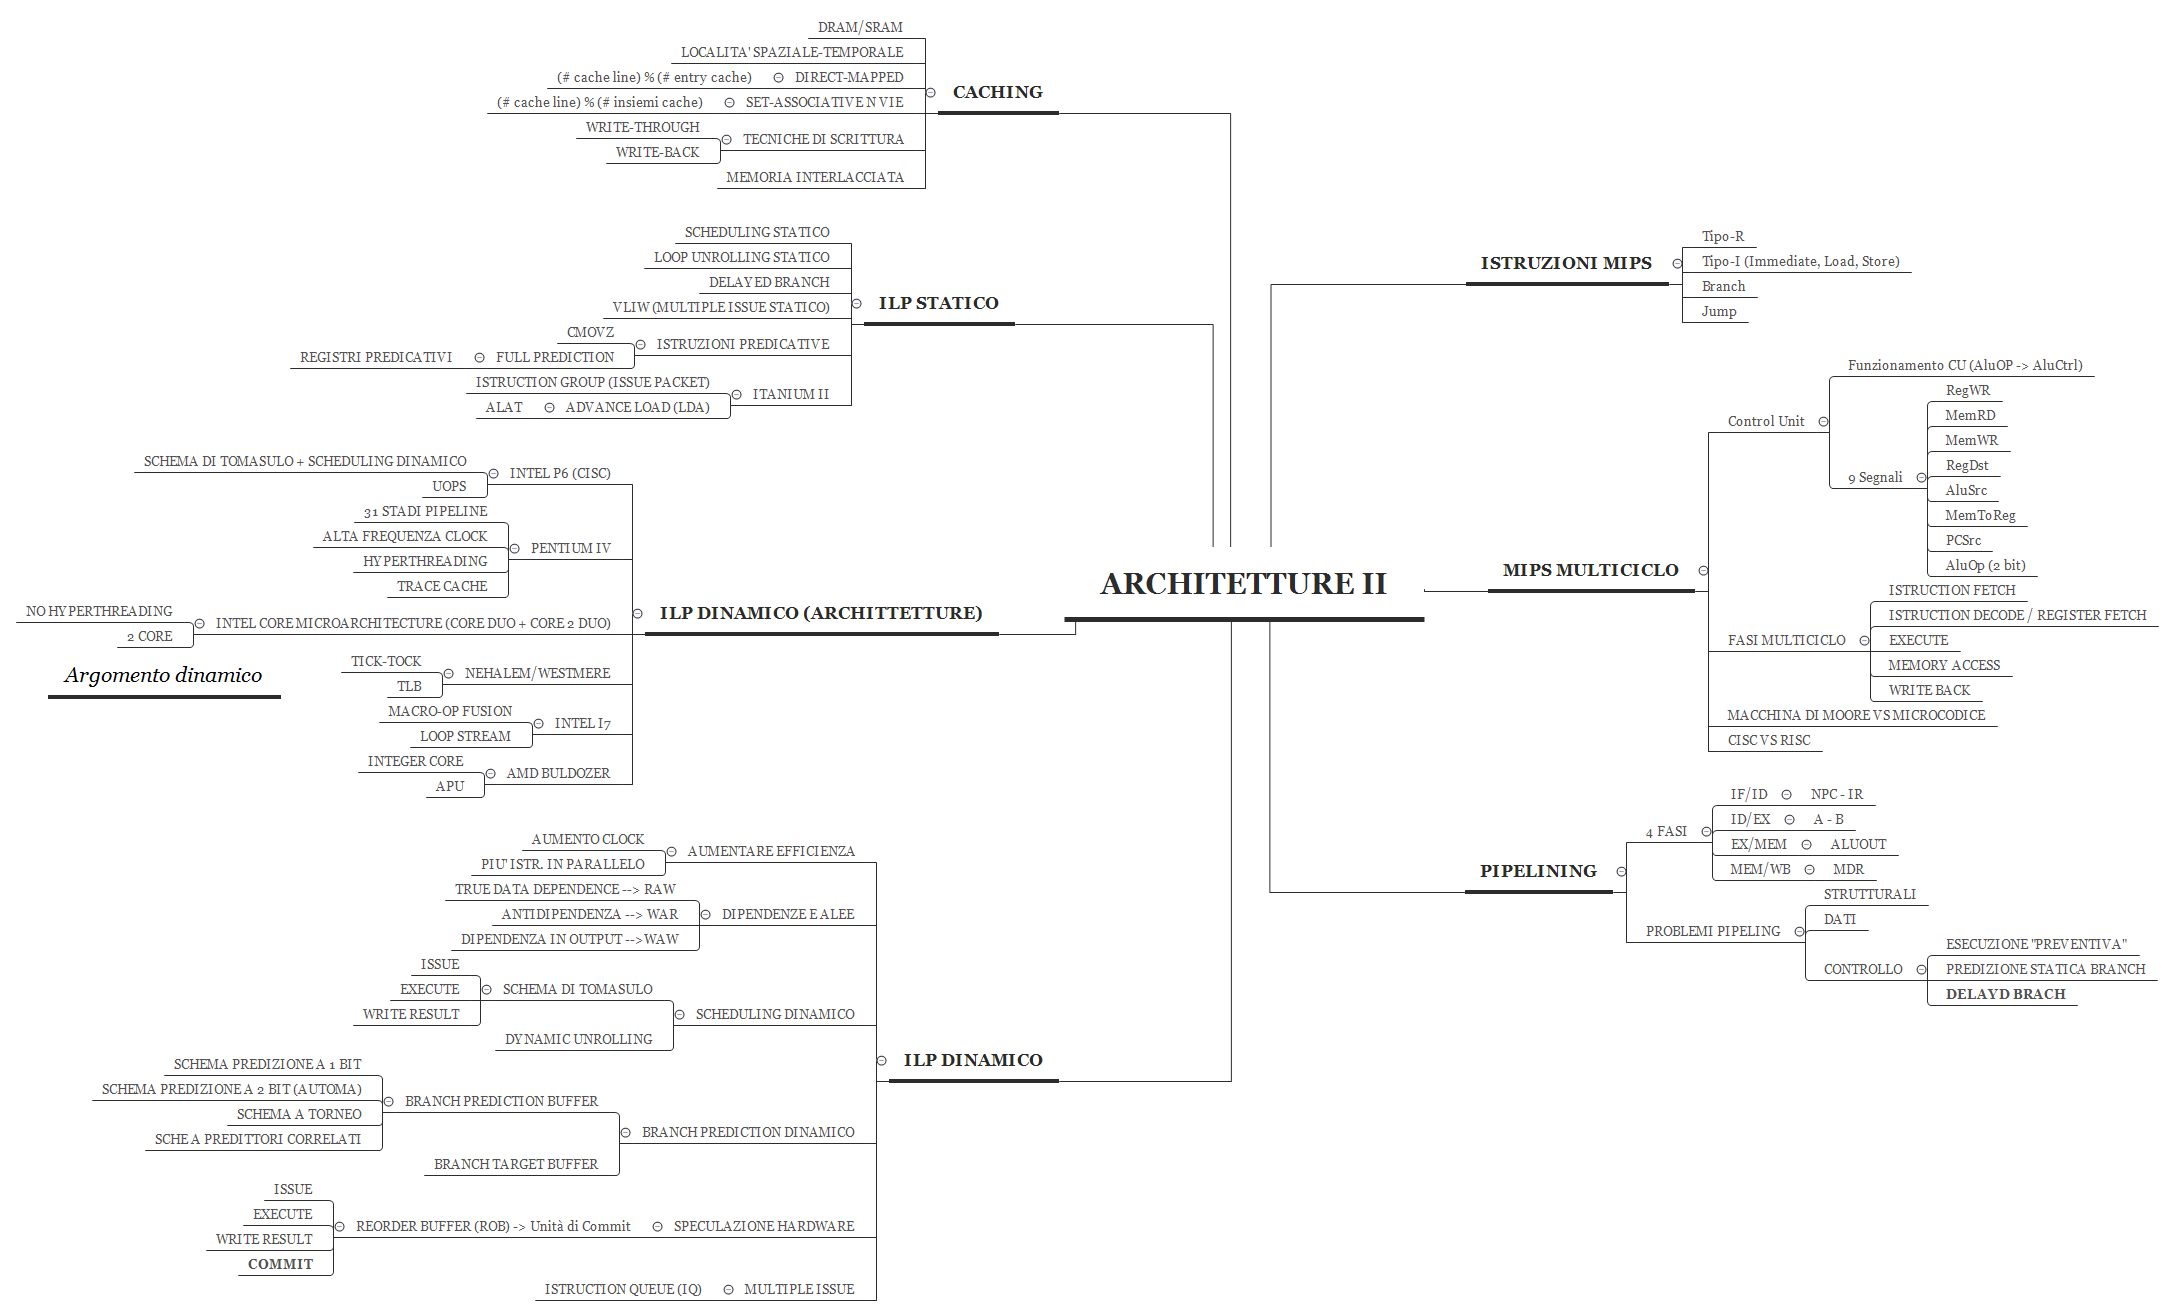 ARCHITETTURE II
CACHING
DRAM/SRAM
LOCALITA' SPAZIALE-TEMPORALE
DIRECT-MAPPED
(# cache line) % (# entry cache)
SET-ASSOCIATIVE N VIE
(# cache line) % (# insiemi cache)
TECNICHE DI SCRITTURA
WRITE-THROUGH
WRITE-BACK
MEMORIA INTERLACCIATA
ILP STATICO
SCHEDULING STATICO
LOOP UNROLLING STATICO
DELAYED BRANCH
VLIW (MULTIPLE ISSUE STATICO)
ISTRUZIONI PREDICATIVE
CMOVZ
FULL PREDICTION
REGISTRI PREDICATIVI
ITANIUM II
ISTRUCTION GROUP (ISSUE PACKET)
ADVANCE LOAD (LDA)
ALAT
ILP DINAMICO (ARCHITTETTURE)
INTEL P6 (CISC)
SCHEMA DI TOMASULO + SCHEDULING DINAMICO
UOPS
PENTIUM IV
31 STADI PIPELINE
ALTA FREQUENZA CLOCK
HYPERTHREADING
TRACE CACHE
INTEL CORE MICROARCHITECTURE (CORE DUO + CORE 2 DUO)
NO HYPERTHREADING
2 CORE
NEHALEM/WESTMERE
TICK-TOCK
TLB
INTEL I7
MACRO-OP FUSION
LOOP STREAM
AMD BULDOZER
INTEGER CORE
APU
Argomento dinamico
ILP DINAMICO
AUMENTARE EFFICIENZA
AUMENTO CLOCK
PIU' ISTR. IN PARALLELO
DIPENDENZE E ALEE
TRUE DATA DEPENDENCE --> RAW
ANTIDIPENDENZA --> WAR
DIPENDENZA IN OUTPUT -->WAW
SCHEDULING DINAMICO
SCHEMA DI TOMASULO
ISSUE
EXECUTE
WRITE RESULT
DYNAMIC UNROLLING
BRANCH PREDICTION DINAMICO
BRANCH PREDICTION BUFFER
SCHEMA PREDIZIONE A 1 BIT
SCHEMA PREDIZIONE A 2 BIT (AUTOMA)
SCHEMA A TORNEO
SCHE A PREDITTORI CORRELATI
BRANCH TARGET BUFFER
SPECULAZIONE HARDWARE
REORDER BUFFER (ROB) -> Unità di Commit
ISSUE
EXECUTE
WRITE RESULT
COMMIT
MULTIPLE ISSUE
ISTRUCTION QUEUE (IQ)
ISTRUZIONI MIPS
Tipo-R
Tipo-I (Immediate, Load, Store)
Branch
Jump
MIPS MULTICICLO
Control Unit
Funzionamento CU (AluOP -> AluCtrl)
9 Segnali
RegWR
MemRD
MemWR
RegDst
AluSrc
MemToReg
PCSrc
AluOp (2 bit)
FASI MULTICICLO
ISTRUCTION FETCH
ISTRUCTION DECODE / REGISTER FETCH
EXECUTE
MEMORY ACCESS
WRITE BACK
MACCHINA DI MOORE VS MICROCODICE
CISC VS RISC
PIPELINING
4 FASI
IF/ID
NPC - IR
ID/EX
A - B
EX/MEM
ALUOUT
MEM/WB
MDR
PROBLEMI PIPELING
STRUTTURALI
DATI
CONTROLLO
ESECUZIONE "PREVENTIVA"
PREDIZIONE STATICA BRANCH
DELAYD BRACH